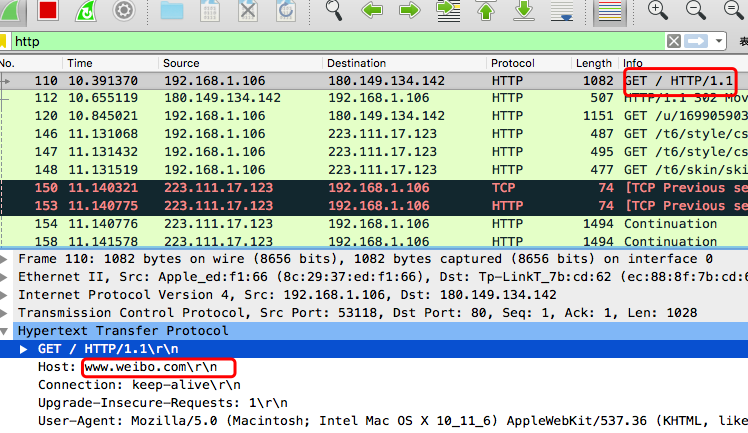 http 表
No. Time Source Destination Protocol Length Info
110 10.391370 192.168.1.106 180.149.134.142 HTTP 1082 GET / HTTP/1.1
112 10.655119 180.149.134.142 192.168.1.106 HTTP 507 HTTP/1.1 302 Mov
120 10.845021 192.168.1.106 180.149.134.142 HTTP 1151 GET /u/169905903
146 11.131068 192.168.1.106 223.111.17.123 HTTP 487 GET /t6/style/cs
147 11.131432 192.168.1.106 223.111.17.123 HTTP 495 GET /t6/style/cs
148 11.131519 192.168.1.106 223.111.17.123 HTTP 477 GET /t6/skin/ski
150 11.140321 223.111.17.123 192.168.1.106 TCP 74 [TCP Previous se
153 11.140775 223.111.17.123 192.168.1.106 HTTP 74 [TCP Previous se
154 11.140776 223.111.17.123 192.168.1.106 HTTP 1494 Continuation
158 11.141578 223.111.17.123 192.168.1.106 HTTP 1494 Continuation
Frame 110: 1082 bytes on wire (8656 bits), 1082 bytes captured (8656 bits) on interface 0
Ethernet II, Src: Apple_ed:f1:66 (8c:29:37:ed:f1:66), Dst: Tp-LinkT_7b:cd:62 (ec:88:8f:7b:cd:6
Internet Protocol Version 4, Src: 192.168.1.106, Dst: 180.149.134.142
Transmission Control Protocol, Src Port: 53118, Dst Port: 80, Seq: 1, Ack: 1, Len: 1028
Hypertext Transfer Protocol
GET / HTTP/1.1\r\n
Host: www.weibo.com\r\n
Connection: keep-alive\r\n
Upgrade-Insecure-Requests: 1\r\n
User-Agent: Mozilla/5.0 (Macintosh; Intel Mac OS X 10_11_6) AppleWebKit/537.36 (KHTML, like